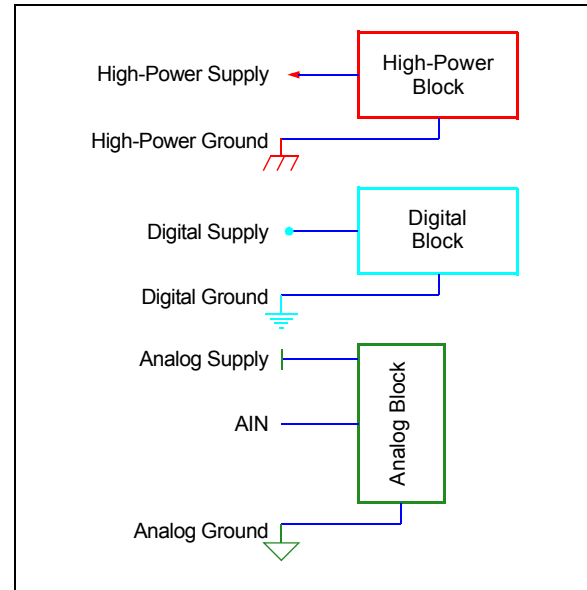 High-Power Supply
High-Power
Block
High-Power Ground
Digital Supply
Digital
Block
Digital Ground
Analog Supply
AIN
Analog Block
Analog Ground